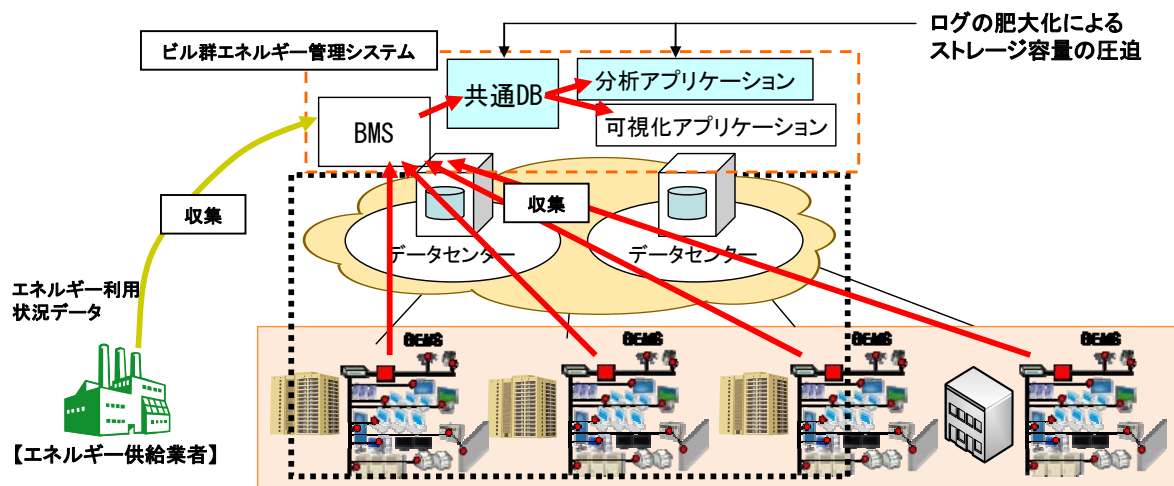 ログの肥大化による
ストレージ容量の圧迫
ビル群エネルギー管理システム
共通DB
分析アプリケーション
可視化アプリケーション
BMS
収集
収集
データセンター
データセンター
エネルギー利用
状況データ
BEMS
BEMS
BEMS
BEMS
【エネルギー供給業者】